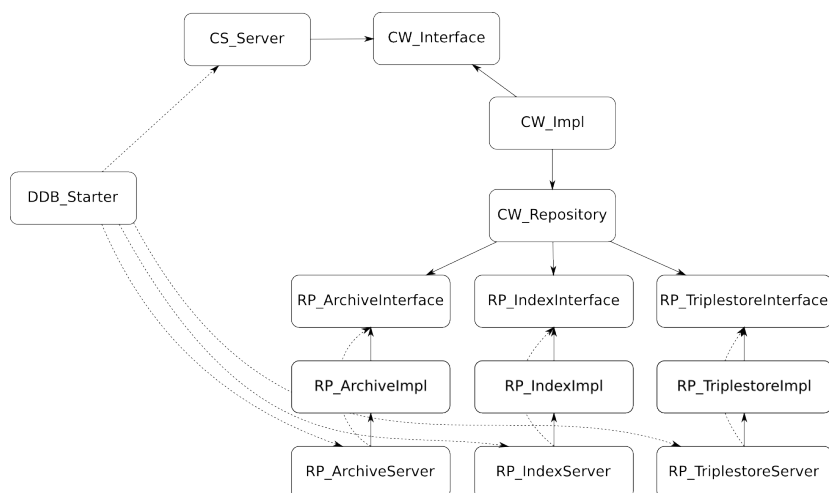 CS_Server
CW_Interface
CW_Impl
DDB_Starter
CW_Repository
RP_ArchiveInterface
RP_IndexInterface
RP_TriplestoreInterface
RP_ArchiveImpl
RP_IndexImpl
RP_TriplestoreImpl
RP_ArchiveServer
RP_IndexServer
RP_TriplestoreServer